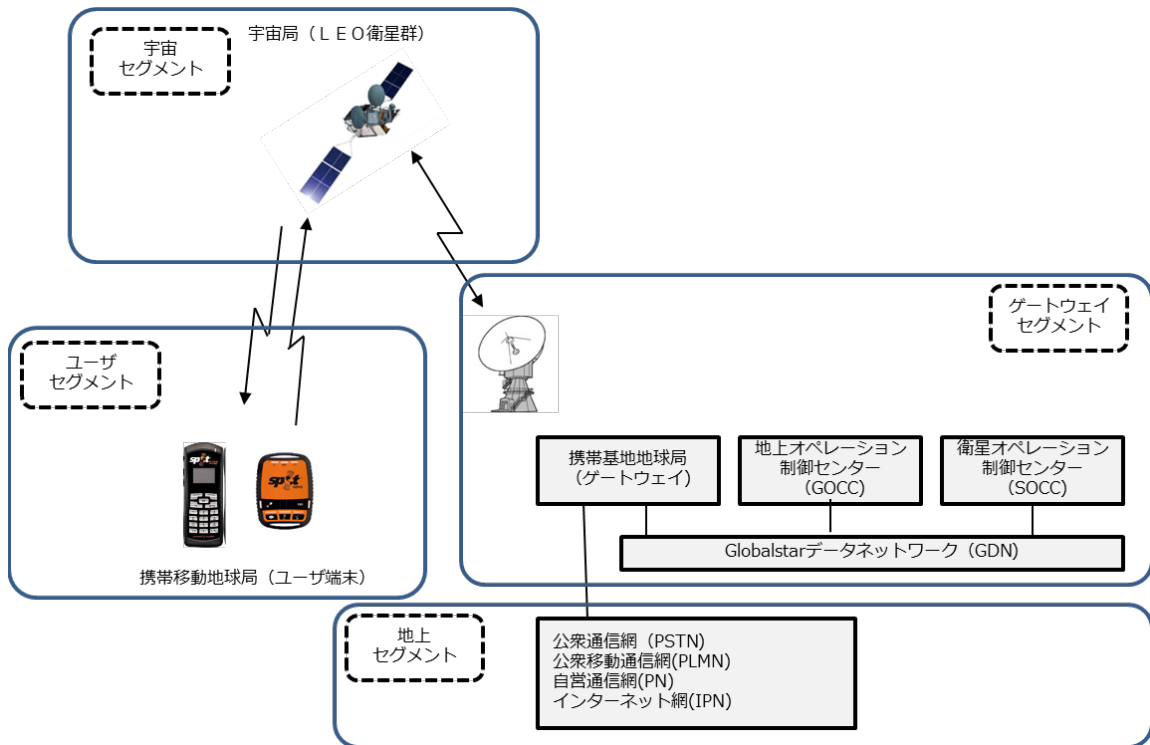 宇宙局（ＬＥＯ衛星群）
宇宙
セグメント
ゲートウェイ
セグメント
ユーザ
セグメント
spot
spot
携帯移動地球局（ユーザ端末）
携帯基地地球局
（ゲートウェイ）
地上オペレーション
制御センター
（GOCC）
衛星オペレーション
制御センター
（SOCC）
Globalstarデータネットワーク（GDN)
地上
セグメント
公衆通信網（PSTN)
公衆移動通信網(PLMN)
自営通信網(PN)
インターネット網(IPN)